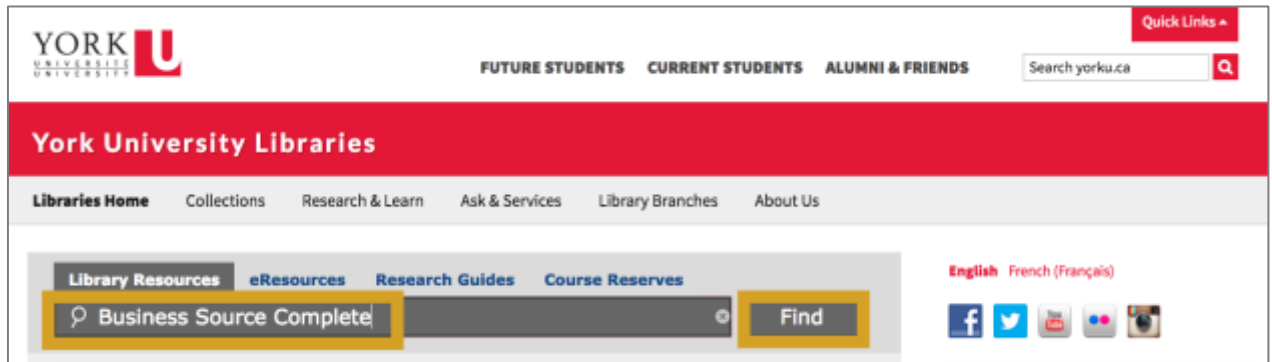 Quick Links
YORK U
UNIVERSITÉ
UNIVERSITY
FUTURE STUDENTS CURRENT STUDENTS ALUMNI & FRIENDS Search yorku.ca
York University Libraries
Libraries Home Collections Research & Learn Ask & Services Library Branches About Us
Library Resources eResources Research Guides Course Reserves
English French (Français)
Business Source Complete Find
f You Tube